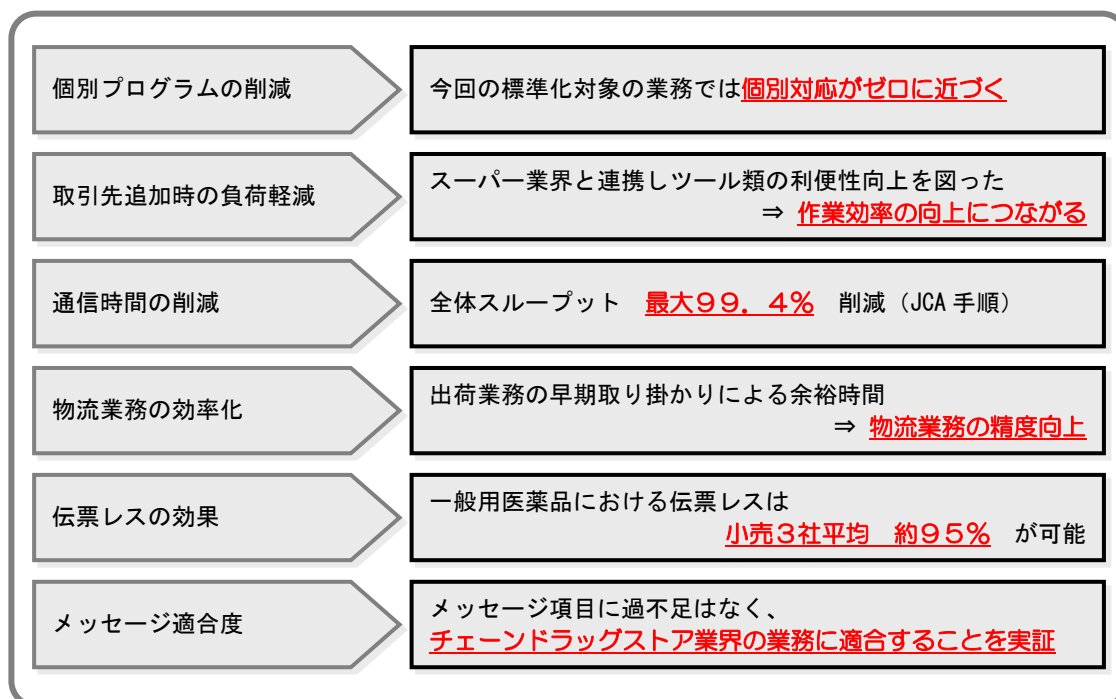 個別プログラムの削減
今回の標準化対象の業務では個別対応がゼロに近づく
取引先追加時の負荷軽減
スーパー業界と連携しツール類の利便性向上を図った
⇒ 作業効率の向上につながる
通信時間の削減
全体スループット　最大99．4％　削減（JCA手順）
物流業務の効率化
出荷業務の早期取り掛かりによる余裕時間
⇒ 物流業務の精度向上
伝票レスの効果
一般用医薬品における伝票レスは
小売３社平均　約９５％　が可能
メッセージ適合度
メッセージ項目に過不足はなく、
チェーンドラッグストア業界の業務に適合することを実証